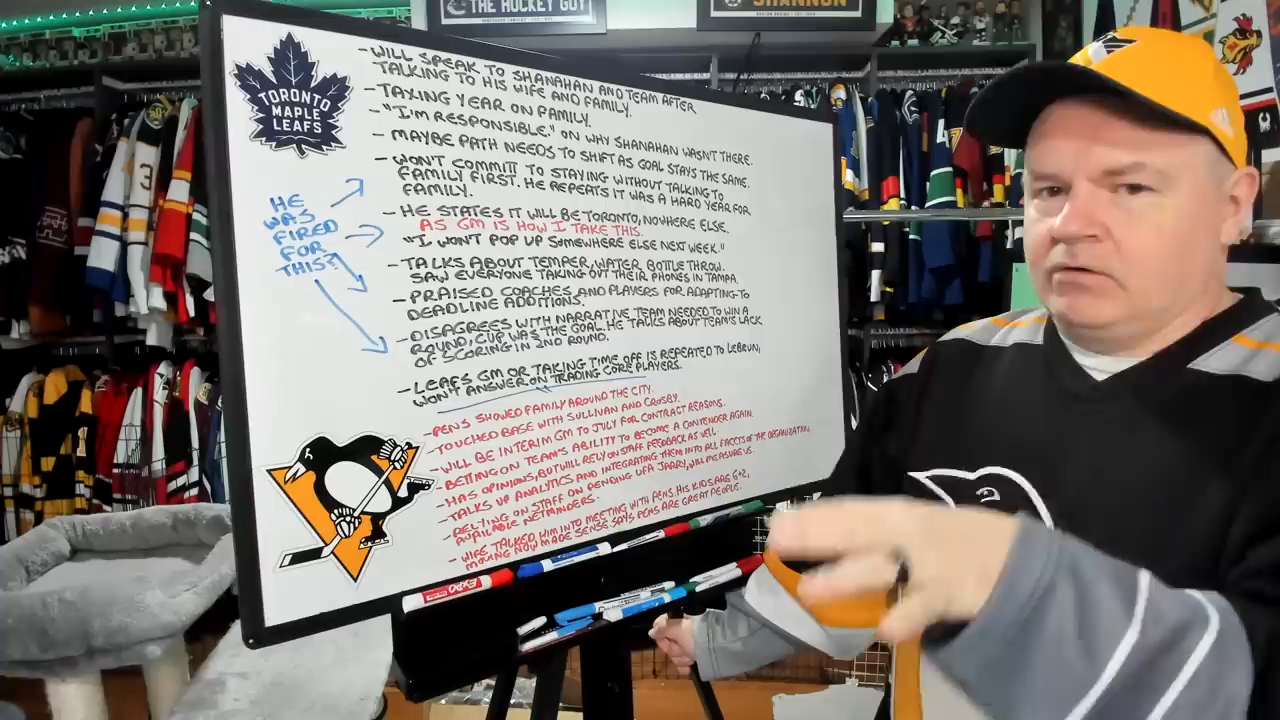 THE HOCKEY GUY
SHANNON
TORONTO
MAPLE
LEAFS
-WILL SPEAK TO SHANAHAN AND TEAM AFTER
TALKING TO HIS WIFE AND FAMILY.
-TAXING YEAR ON FAMILY.
-"I'M RESPONSIBLE" ON WHY SHANAHAN WASN'T THERE.
-MAYBE PATH NEEDS TO SHIFT AS GOAL STAYS THE SAME.
-WON'T COMMIT TO STAYING WITHOUT TALKING TO
FAMILY FIRST. HE REPEATS IT WAS A HARD YEAR FOR
FAMILY.
-HE STATES IT WILL BE TORONTO, NOWHERE ELSE.
AS GM IS HOW I TAKE THIS.
"I WON'T POP UP SOMEWHERE ELSE NEXT WEEK."
-TALKS ABOUT TEMPER, WATER BOTTLE THROW.
SAW EVERYONE TAKING OUT THEIR PHONES IN TAMPA.
-PRAISED COACHES AND PLAYERS FOR ADAPTING TO
DEADLINE ADDITIONS.
-DISAGREES WITH NARRATIVE TEAM NEEDED TO WIN A
ROUND, CUP WAS THE GOAL. HE TALKS ABOUT TEAM'S LACK
OF SCORING IN 2ND ROUND.
-LEAFS GM OR TAKING TIME OFF IS REPEATED TO LEBRUN,
WON'T ANSWER ON TRADING CORE PLAYERS.
HE
WAS
FIRED
FOR
THIS?
-PENS SHOWED FAMILY AROUND THE CITY.
-TOUCHED BASE WITH SULLIVAN AND CROSBY.
-WILL BE INTERIM GM TO JULY FOR CONTRACT REASONS.
BETTING ON TEAM'S ABILITY TO BECOME A CONTENDER AGAIN.
-HAS OPINIONS, BUT WILL RELY ON STAFF FEEDBACK AS WELL.
-TALKS UP ANALYTICS AND INTEGRATING THEM INTO ALL FACETS OF THE ORGANIZATION.
-RELYING ON STAFF ON PENDING UFA JARRY, WILL MEASURE VS.
AVAILABLE NETMINDERS.
-WIFE TALKED HIM INTO MEETING WITH PENS. HIS KIDS ARE 6+2,
MOVING NOW MADE SENSE. SAYS PENS ARE GREAT PEOPLE.
EXPO